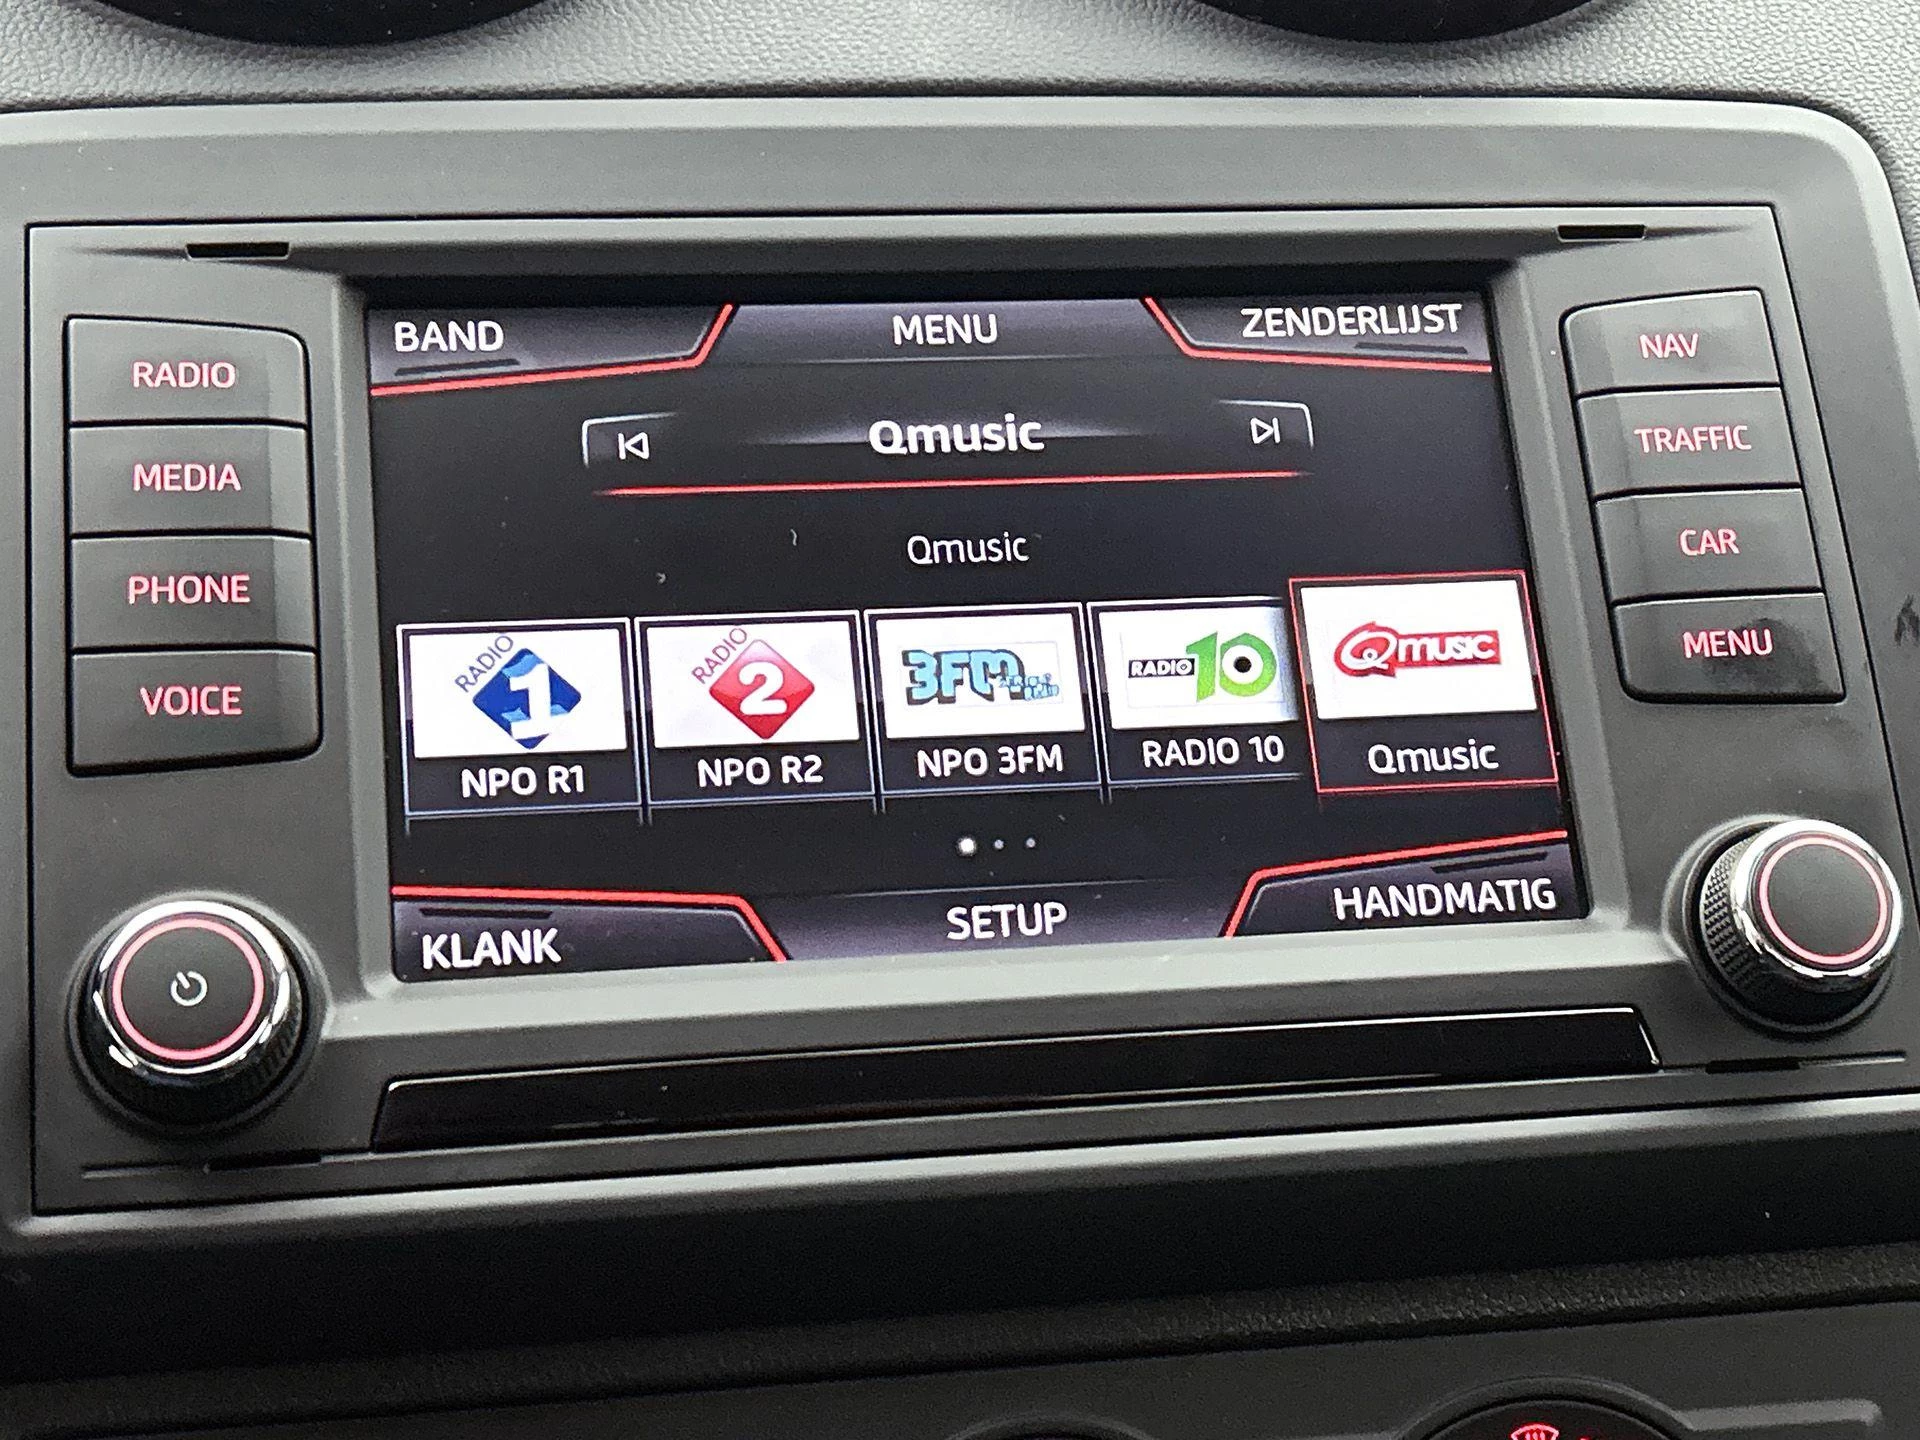 BAND MENU ZENDERLIJST
RADIO
MEDIA
PHONE
VOICE
Qmusic
Qmusic
RADIO 1
RADIO 2
3FM
RADIO 10
Qmusic
NPO R1
NPO R2
NPO 3FM
RADIO 10
Qmusic
KLANK SETUP HANDMATIG
NAV
TRAFFIC
CAR
MENU